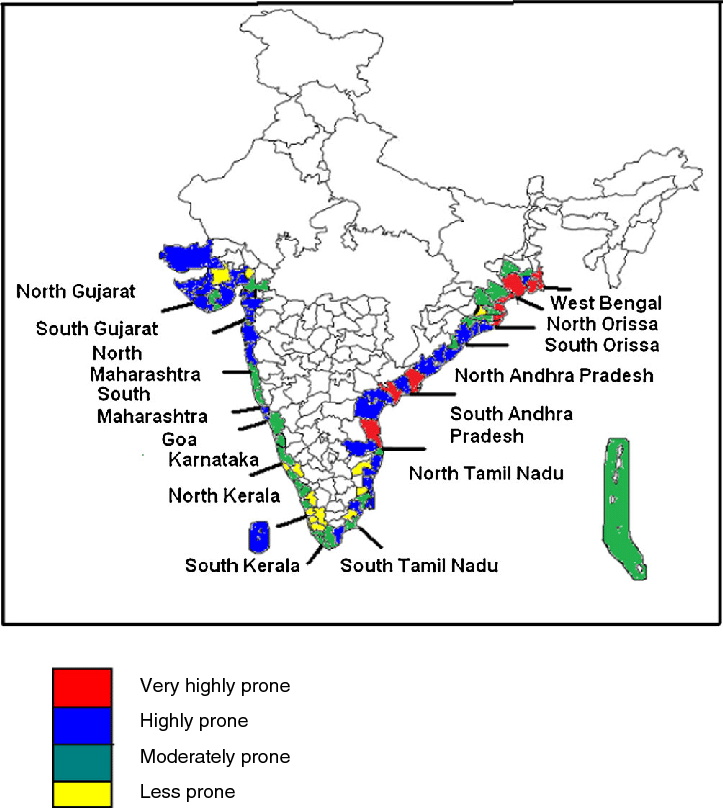 North Gujarat
South Gujarat
North
Maharashtra
South
Maharashtra
Goa
Karnataka
North Kerala
South Kerala
West Bengal
North Orissa
South Orissa
North Andhra Pradesh
South Andhra
Pradesh
North Tamil Nadu
South Tamil Nadu
Very highly prone
Highly prone
Moderately prone
Less prone